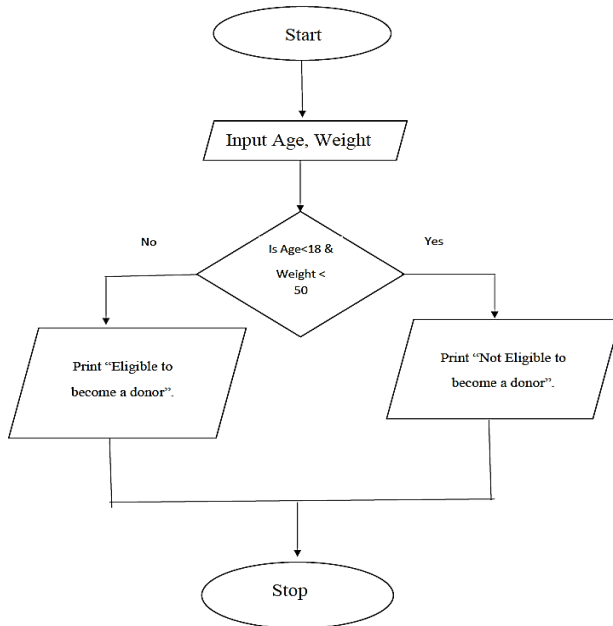 Start
Input Age, Weight
No
Is Age<18 &
Weight <
50
Yes
Print “Eligible to
become a donor”.
Print “Not Eligible to
become a donor”.
Stop